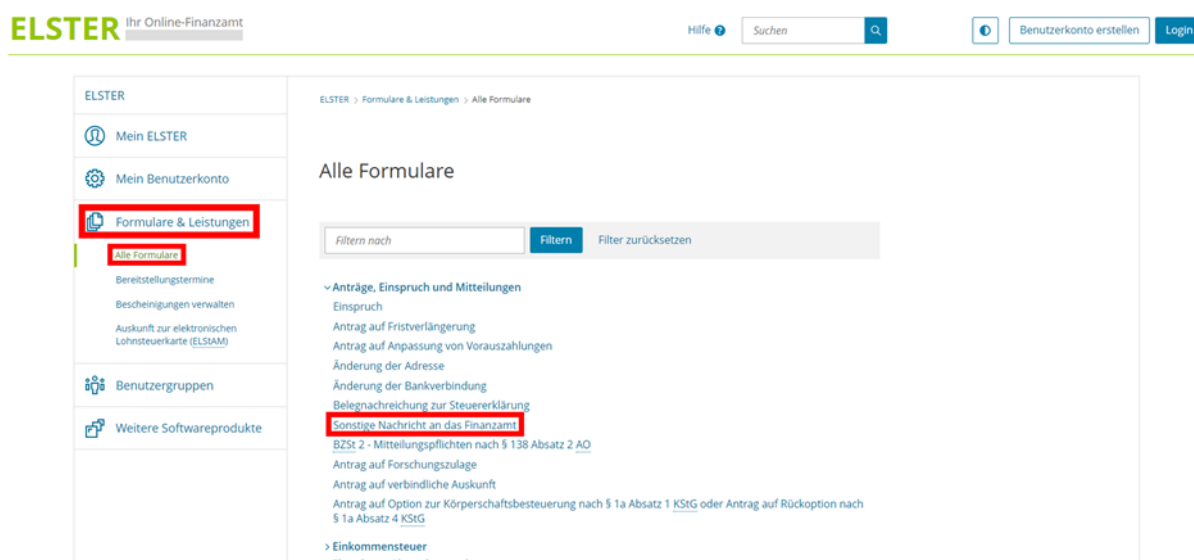 ELSTER Ihr Online-Finanzamt
Hilfe ? Suchen Benutzerkonto erstellen Login
ELSTER
Mein ELSTER
Mein Benutzerkonto
Formulare & Leistungen
Alle Formulare
Bereitstellungstermine
Bescheinigungen verwalten
Auskunft zur elektronischen
Lohnsteuerkarte (ELStAM)
Benutzergruppen
Weitere Softwareprodukte
ELSTER > Formulare & Leistungen > Alle Formulare
Alle Formulare
Filtern nach Filtern Filter zurücksetzen
Anträge, Einspruch und Mitteilungen
Einspruch
Antrag auf Fristverlängerung
Antrag auf Anpassung von Vorauszahlungen
Änderung der Adresse
Änderung der Bankverbindung
Belegnachreichung zur Steuererklärung
Sonstige Nachricht an das Finanzamt
BZSt 2 - Mitteilungspflichten nach § 138 Absatz 2 AO
Antrag auf Forschungszulage
Antrag auf verbindliche Auskunft
Antrag auf Option zur Körperschaftsbesteuerung nach § 1a Absatz 1 KStG oder Antrag auf Rückoption nach
§ 1a Absatz 4 KStG
> Einkommensteuer